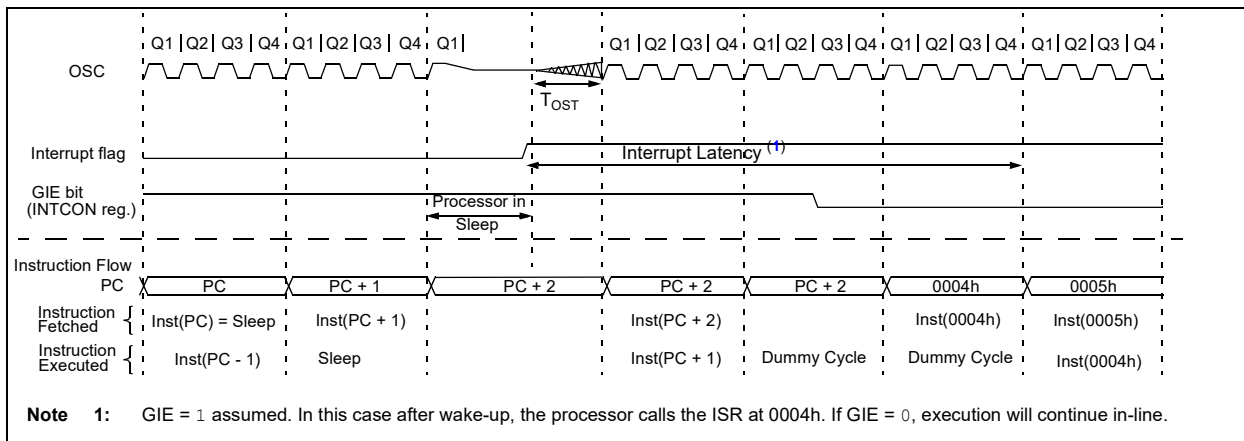 Q1 | Q2 | Q3 | Q4 Q1 | Q2 | Q3 | Q4 Q1 | Q1 | Q2 | Q3 | Q4 Q1 | Q2 | Q3 | Q4 Q1 | Q2 | Q3 | Q4 Q1 | Q2 | Q3 | Q4
OSC
TOST
Interrupt flag
Interrupt Latency (1)
GIE bit
(INTCON reg.)
Processor in
Sleep
Instruction Flow
PC PC PC + 1 PC + 2 PC + 2 PC + 2 0004h 0005h
Instruction
Fetched { Inst(PC) = Sleep Inst(PC + 1) Inst(PC + 2) Inst(0004h) Inst(0005h)
Instruction
Executed { Inst(PC - 1) Sleep Inst(PC + 1) Dummy Cycle Dummy Cycle Inst(0004h)
Note 1: GIE = 1 assumed. In this case after wake-up, the processor calls the ISR at 0004h. If GIE = 0, execution will continue in-line.